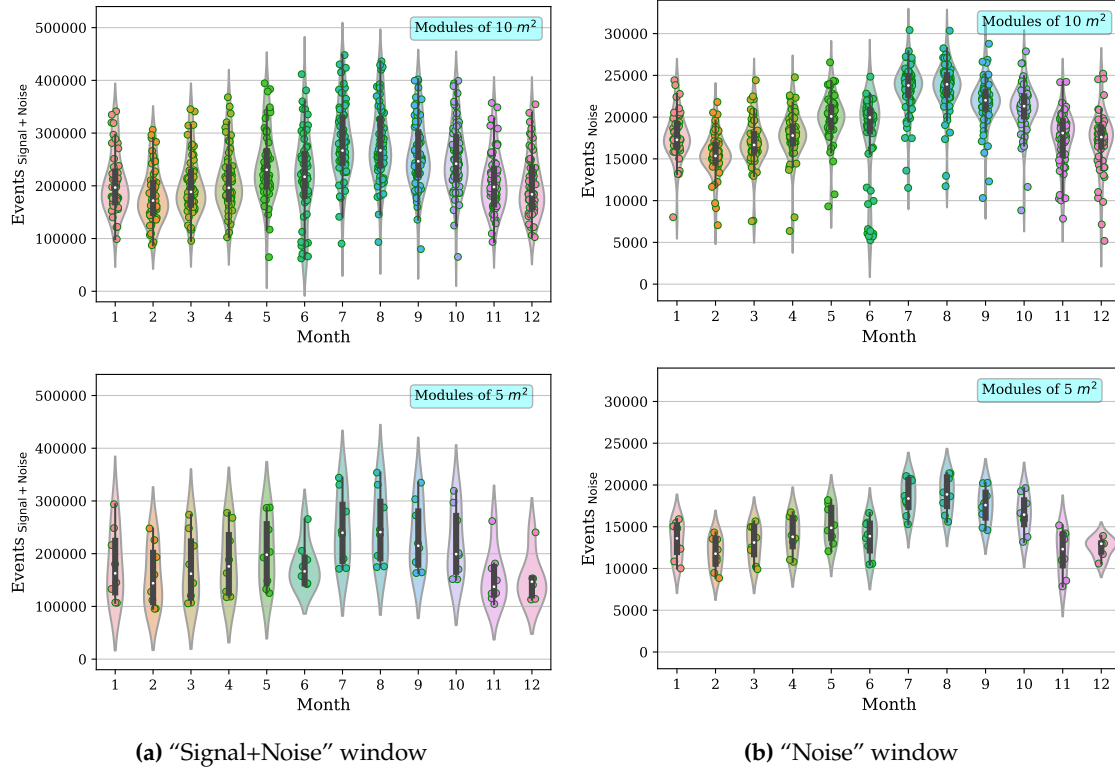 Modules of 10 m²
500000
400000
300000
200000
100000
0
Events Signal + Noise
1 2 3 4 5 6 7 8 9 10 11 12
Month
Modules of 10 m²
30000
25000
20000
15000
10000
5000
0
Events Noise
1 2 3 4 5 6 7 8 9 10 11 12
Month
Modules of 5 m²
500000
400000
300000
200000
100000
0
Events Signal + Noise
1 2 3 4 5 6 7 8 9 10 11 12
Month
Modules of 5 m²
30000
25000
20000
15000
10000
5000
0
Events Noise
1 2 3 4 5 6 7 8 9 10 11 12
Month
(a) “Signal+Noise” window
(b) “Noise” window